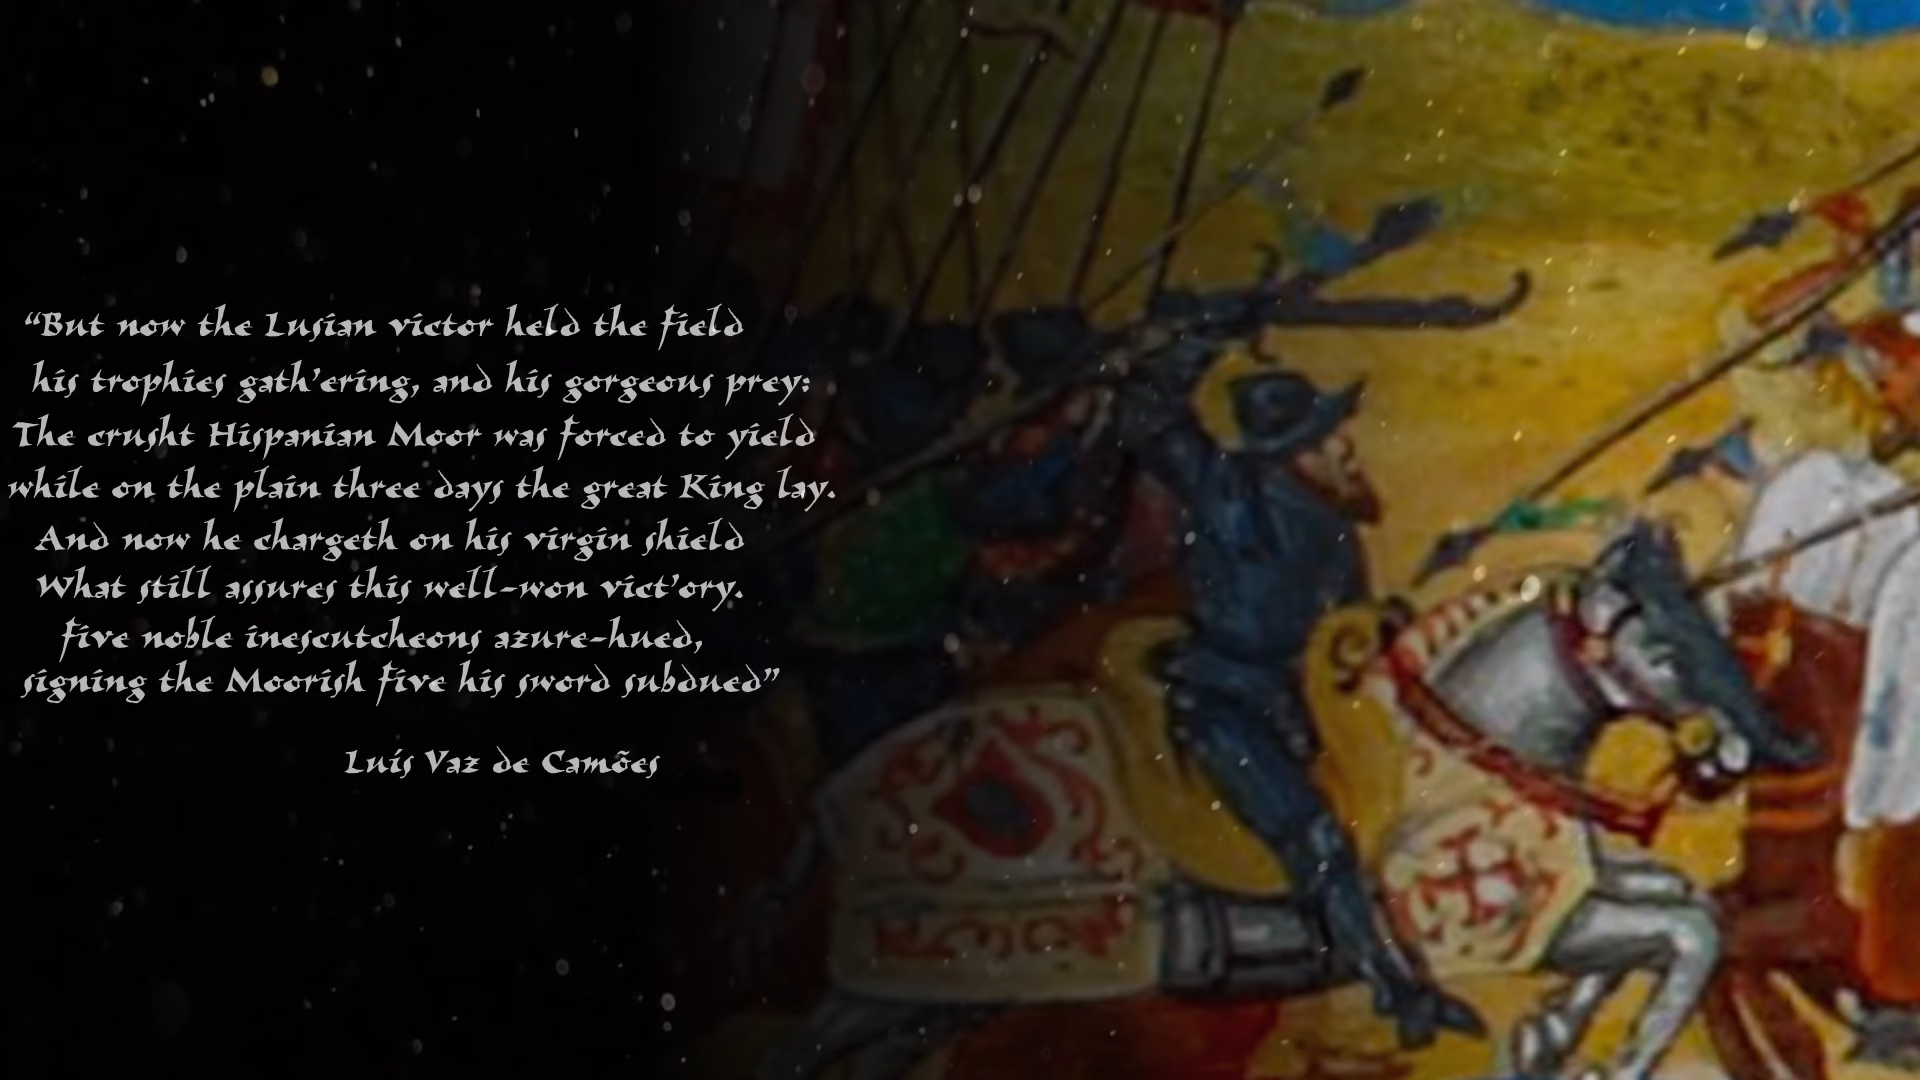 “But now the Lusian victor held the field
his trophies gath’ering, and his gorgeous prey:
The crusht Hispanian Moor was forced to yield
while on the plain three days the great King lay.
And now he chargeth on his virgin shield
What still assures this well-won vict’ory.
five noble inescutcheons azure-hued,
signing the Moorish five his sword subdued”
Luís Vaz de Camões